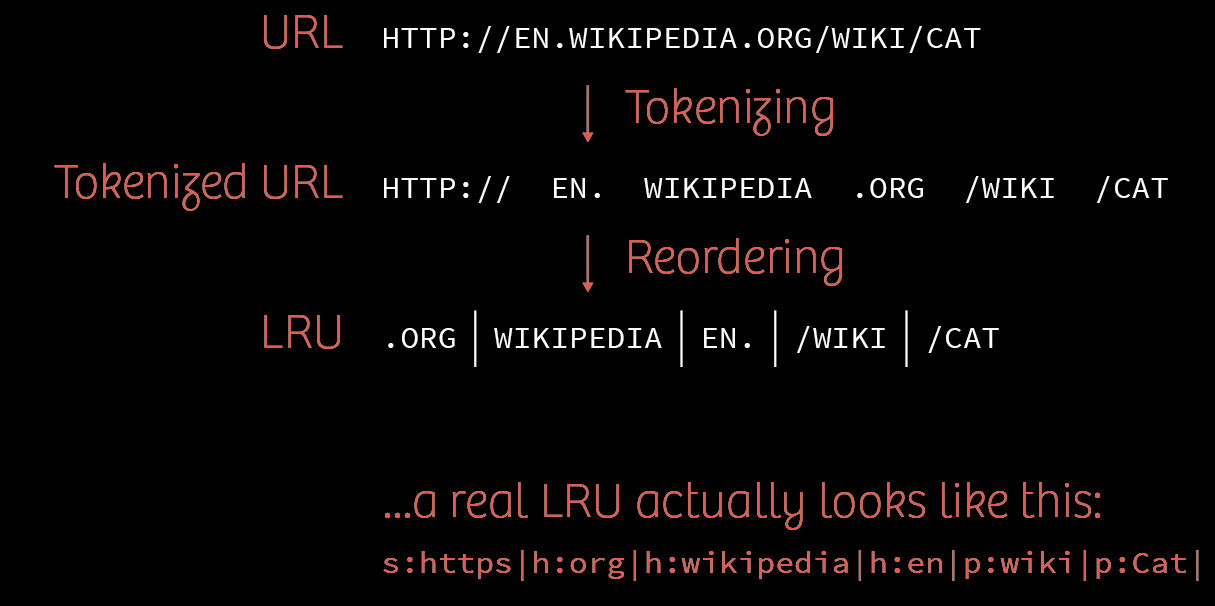 URL HTTP://EN.WIKIPEDIA.ORG/WIKI/CAT
Tokenizing
Tokenized URL HTTP:// EN. WIKIPEDIA .ORG /WIKI /CAT
Reordering
LRU .ORG | WIKIPEDIA | EN. | /WIKI | /CAT
...a real LRU actually looks like this:
s:https|h:org|h:wikipedia|h:en|p:wiki|p:Cat|